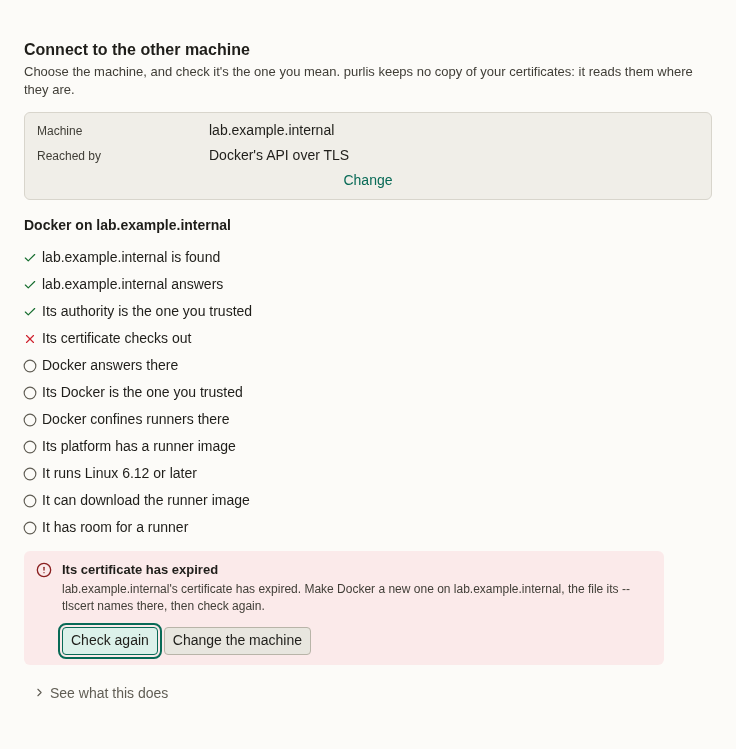 Connect to the other machine
Choose the machine, and check it's the one you mean. purlis keeps no copy of your certificates: it reads them where
they are.
Machine lab.example.internal
Reached by Docker's API over TLS
Change
Docker on lab.example.internal
lab.example.internal is found
lab.example.internal answers
Its authority is the one you trusted
Its certificate checks out
Docker answers there
Its Docker is the one you trusted
Docker confines runners there
Its platform has a runner image
It runs Linux 6.12 or later
It can download the runner image
It has room for a runner
Its certificate has expired
lab.example.internal's certificate has expired. Make Docker a new one on lab.example.internal, the file its --
tlscert names there, then check again.
Check again Change the machine
See what this does